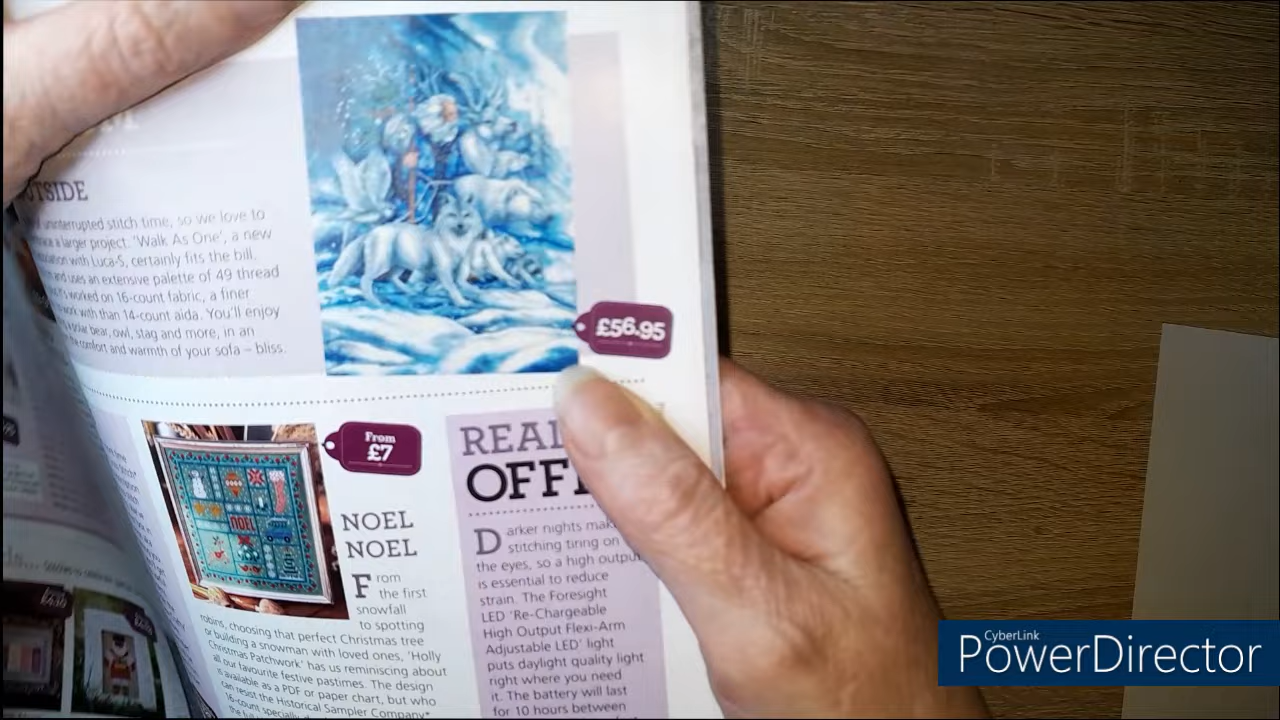 UTSIDE
uninterrupted stitch time, so we love to
a larger project. 'Walk As One', a new
with Luca-S, certainly fits the bill.
and uses an extensive palette of 49 thread
worked on 16-count fabric, a finer
work with than 14-count aida. You'll enjoy
a polar bear, owl, stag and more, in an
the comfort and warmth of your sofa – bliss.
£56.95
From
£7
NOEL
NOEL
From
the first
snowfall
to spotting
robins, choosing that perfect Christmas tree
or building a snowman with loved ones, 'Holly
Christmas Patchwork' has us reminiscing about
all our favourite festive pastimes. The design
is available as a PDF or paper chart, but who
can resist the Historical Sampler Company*
16-count specially
NOEL
REAL
OFF
Darker nights make
stitching tiring on
the eyes, so a high output
is essential to reduce
strain. The Foresight
LED 'Re-Chargeable
High Output Flexi-Arm
Adjustable LED' light
puts daylight quality light
right where you need
it. The battery will last
for 10 hours between
CyberLink
PowerDirector